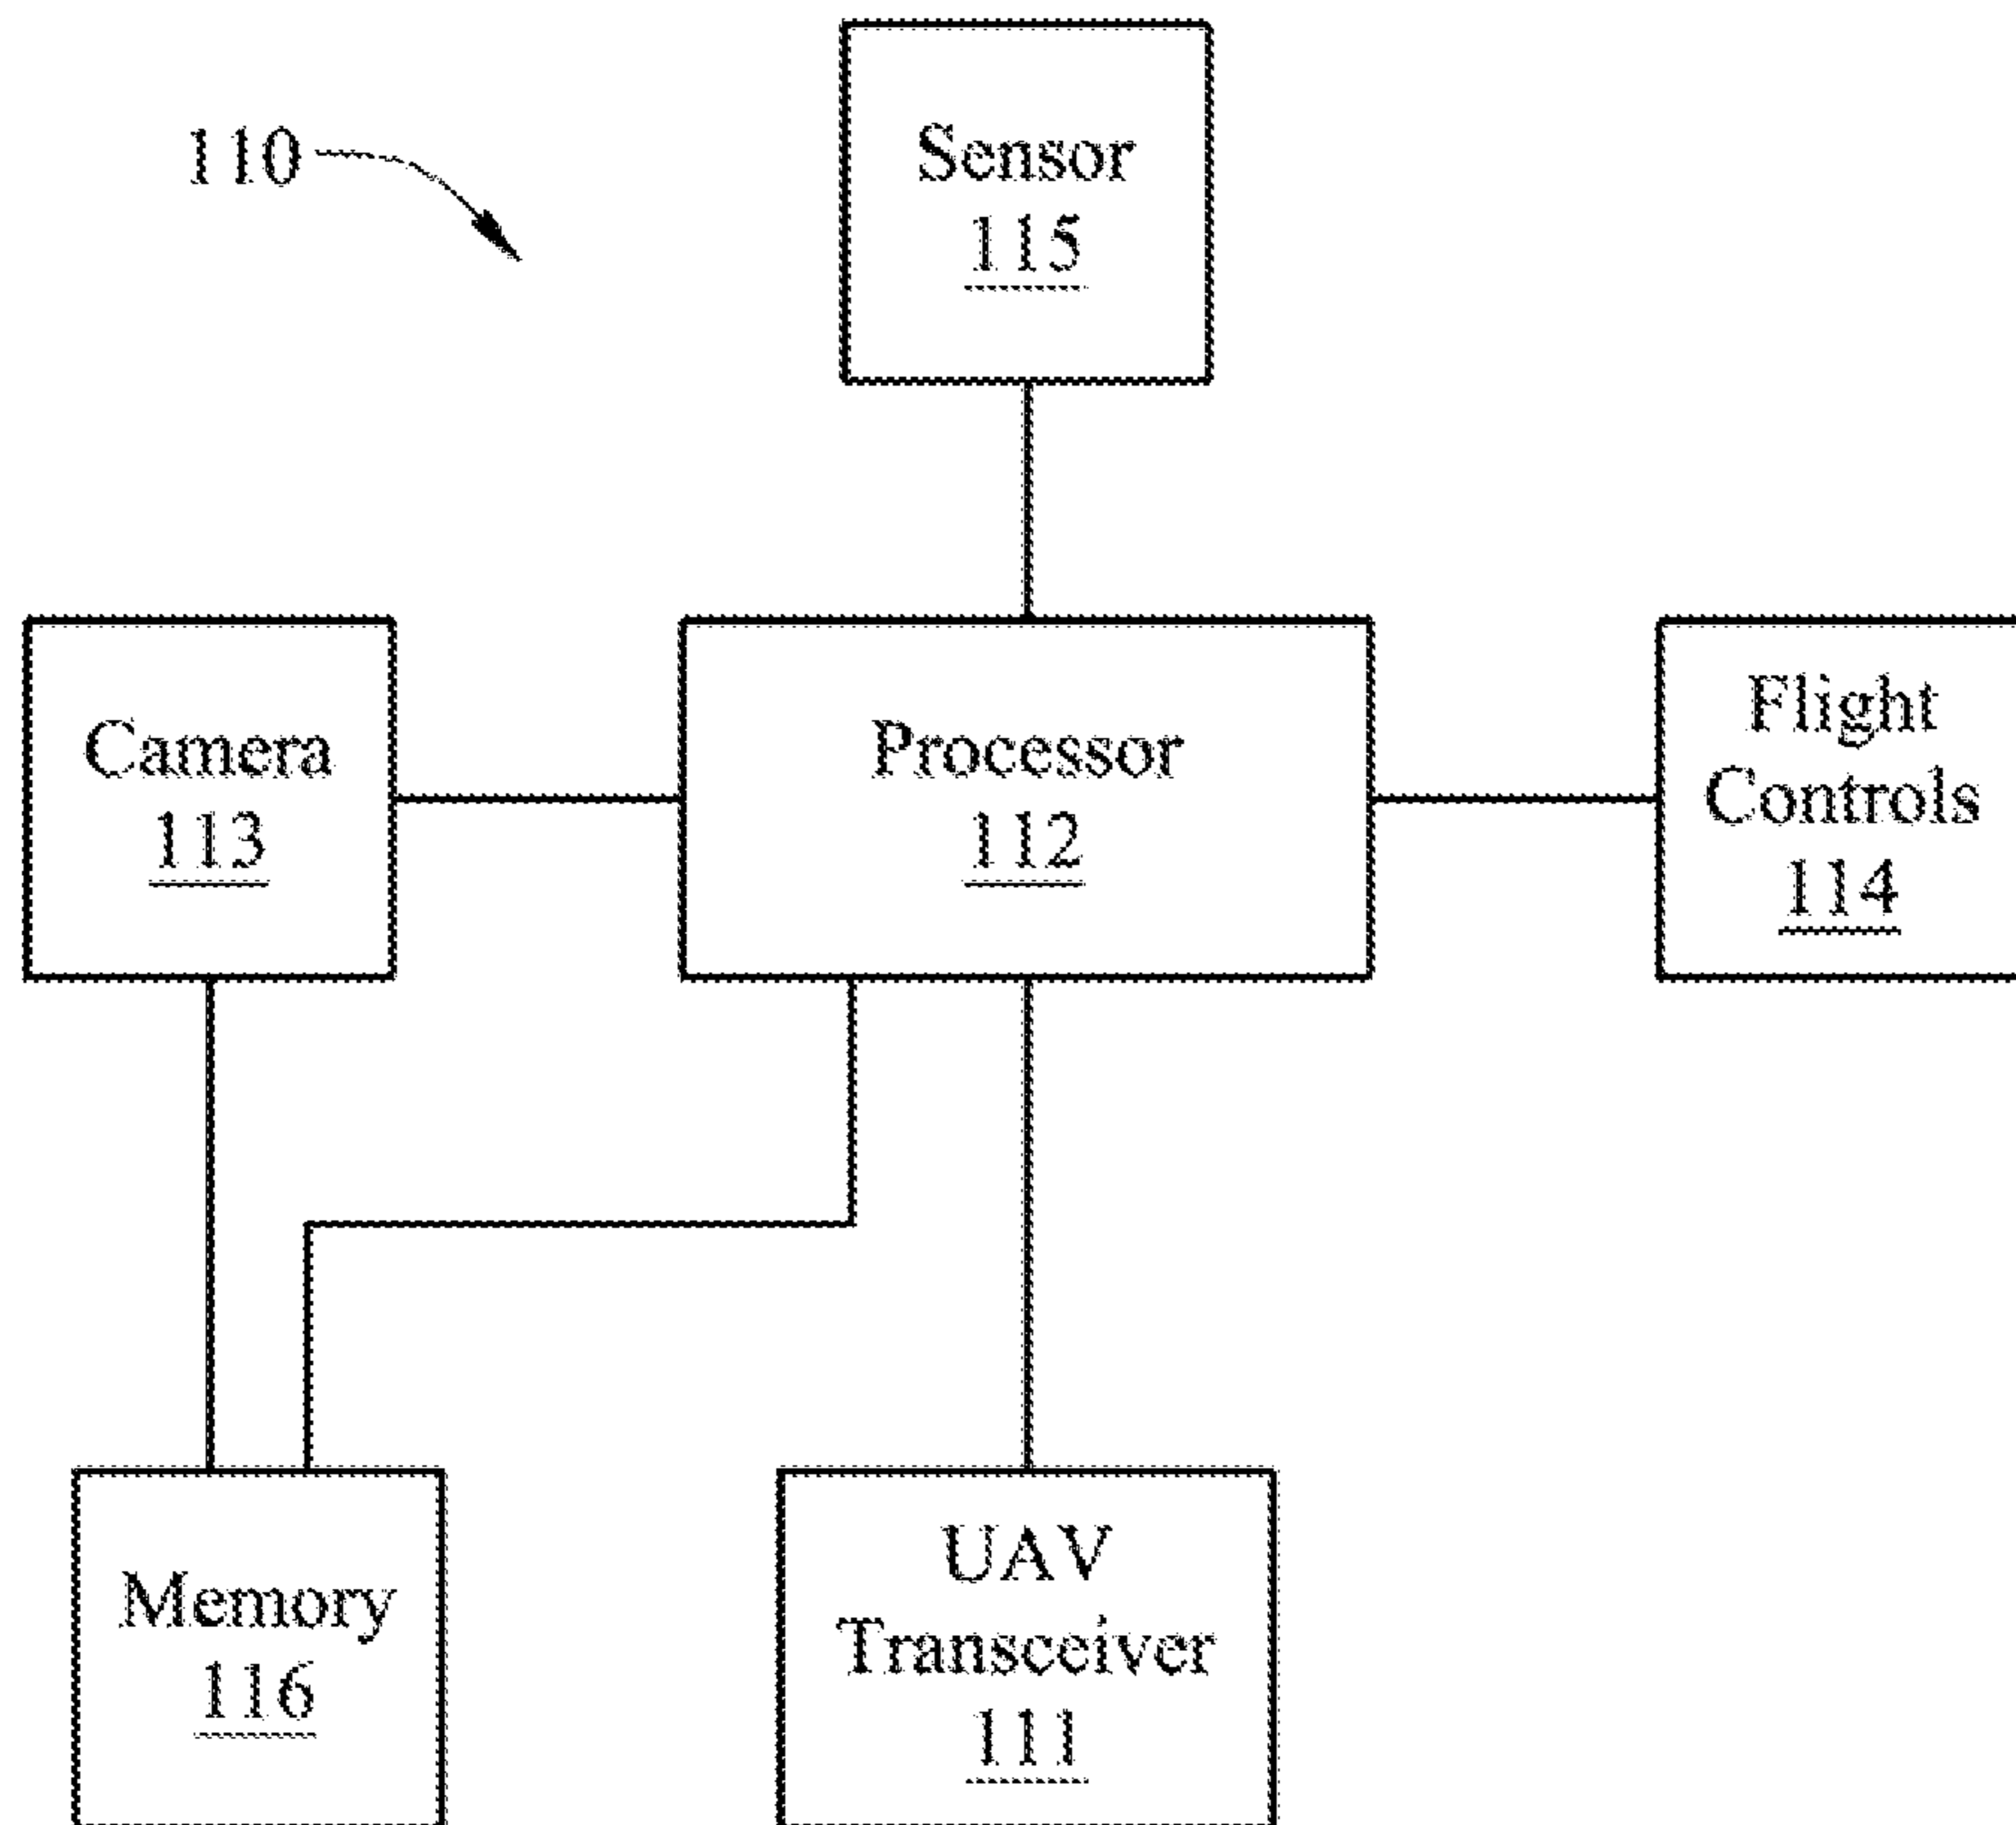 110
Sensor
115
Camera
113
Processor
112
Flight
Controls
114
Memory
116
UAV
Transceiver
111